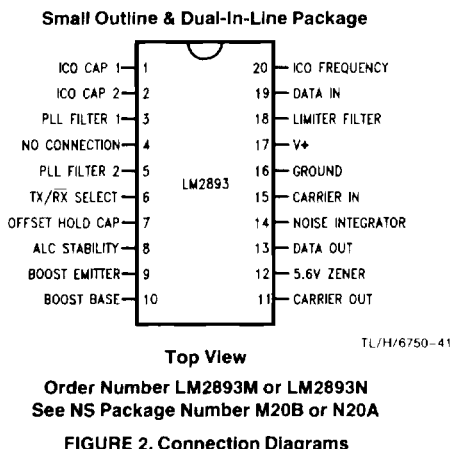 Small Outline & Dual-In-Line Package
ICO CAP 1 1 20 ICO FREQUENCY
ICO CAP 2 2 19 DATA IN
PLL FILTER 1 3 18 LIMITER FILTER
NO CONNECTION 4 17 V+
PLL FILTER 2 5 16 GROUND
LM2893
TX/RX SELECT 6 15 CARRIER IN
OFFSET HOLD CAP 7 14 NOISE INTEGRATOR
ALC STABILITY 8 13 DATA OUT
BOOST EMITTER 9 12 5.6V ZENER
BOOST BASE 10 11 CARRIER OUT
TL/H/6750-41
Top View
Order Number LM2893M or LM2893N
See NS Package Number M20B or N20A
FIGURE 2. Connection Diagrams